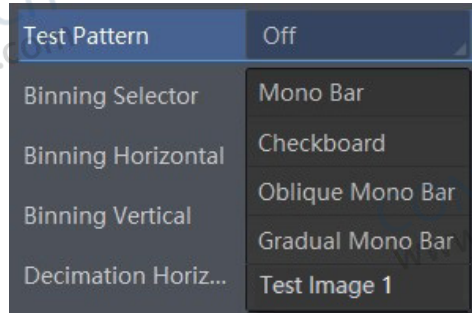 Test Pattern Off
Binning Selector Mono Bar
Checkboard
Binning Horizontal
Oblique Mono Bar
Binning Vertical
Gradual Mono Bar
Decimation Horiz... Test Image 1